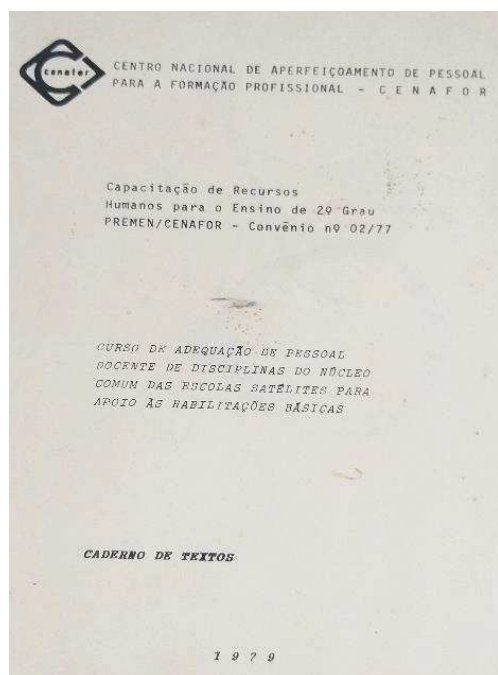 cenafor
CENTRO NACIONAL DE APERFEIÇOAMENTO DE PESSOAL
PARA A FORMAÇÃO PROFISSIONAL - C E N A F O R
Capacitação de Recursos
Humanos para o Ensino de 2º Grau
PREMEN/CENAFOR - Convênio nº 02/77
CURSO DE ADEQUAÇÃO DE PESSOAL
DOCENTE DE DISCIPLINAS DO NÚCLEO
COMUM DAS ESCOLAS SATÉLITES PARA
APOIO ÀS HABILITAÇÕES BÁSICAS
CADERNO DE TEXTOS
1 9 7 9